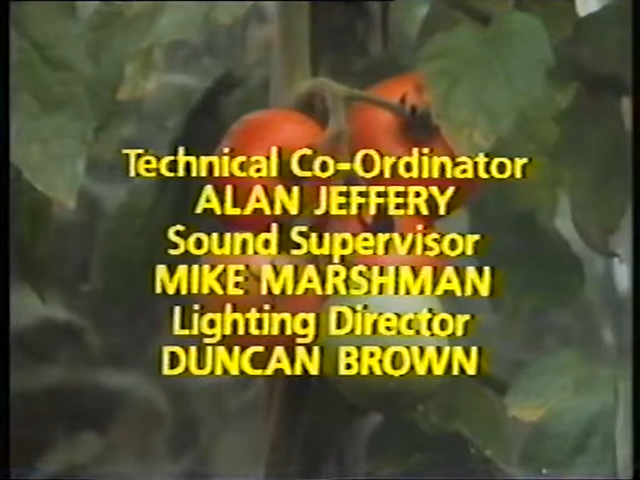 Technical Co-Ordinator
ALAN JEFFERY
Sound Supervisor
MIKE MARSHMAN
Lighting Director
DUNCAN BROWN